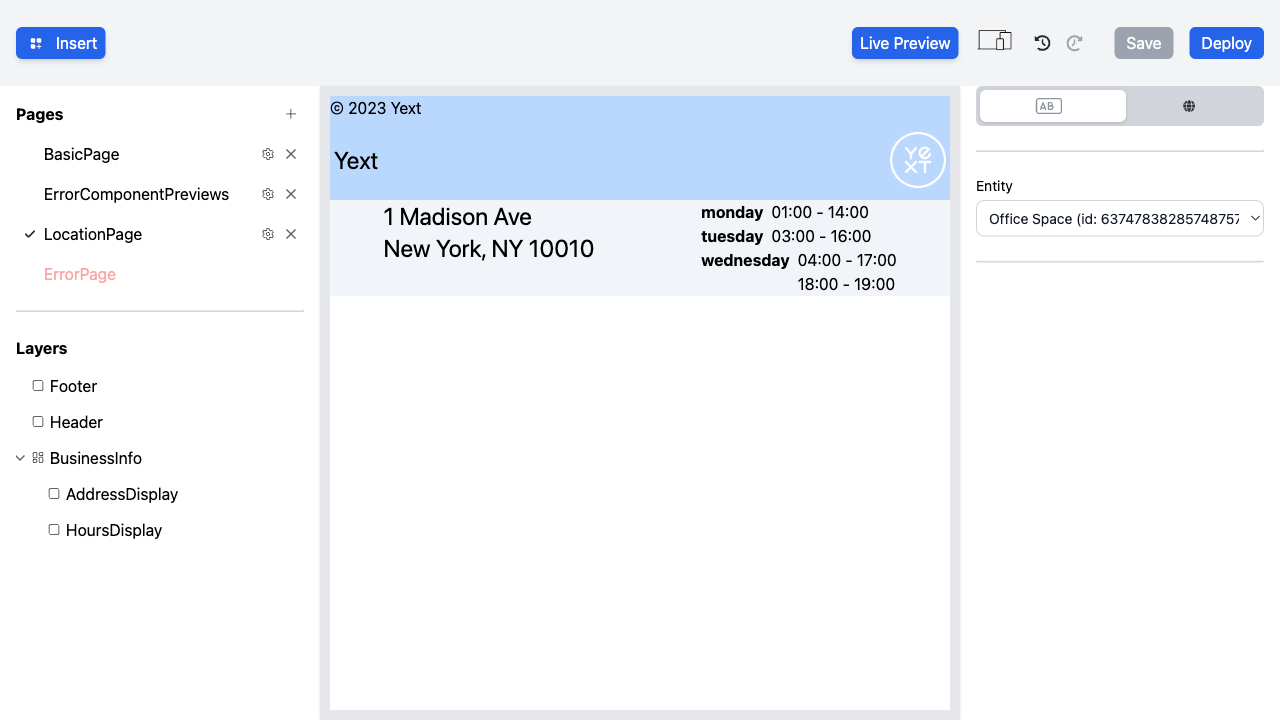 Insert
Live Preview
Save
Deploy
Pages
BasicPage
ErrorComponentPreviews
LocationPage
ErrorPage
Layers
Footer
Header
BusinessInfo
AddressDisplay
HoursDisplay
© 2023 Yext
Yext
YEXT
1 Madison Ave
New York, NY 10010
monday 01:00 - 14:00
tuesday 03:00 - 16:00
wednesday 04:00 - 17:00
18:00 - 19:00
AB
Entity
Office Space (id: 63747838285748757